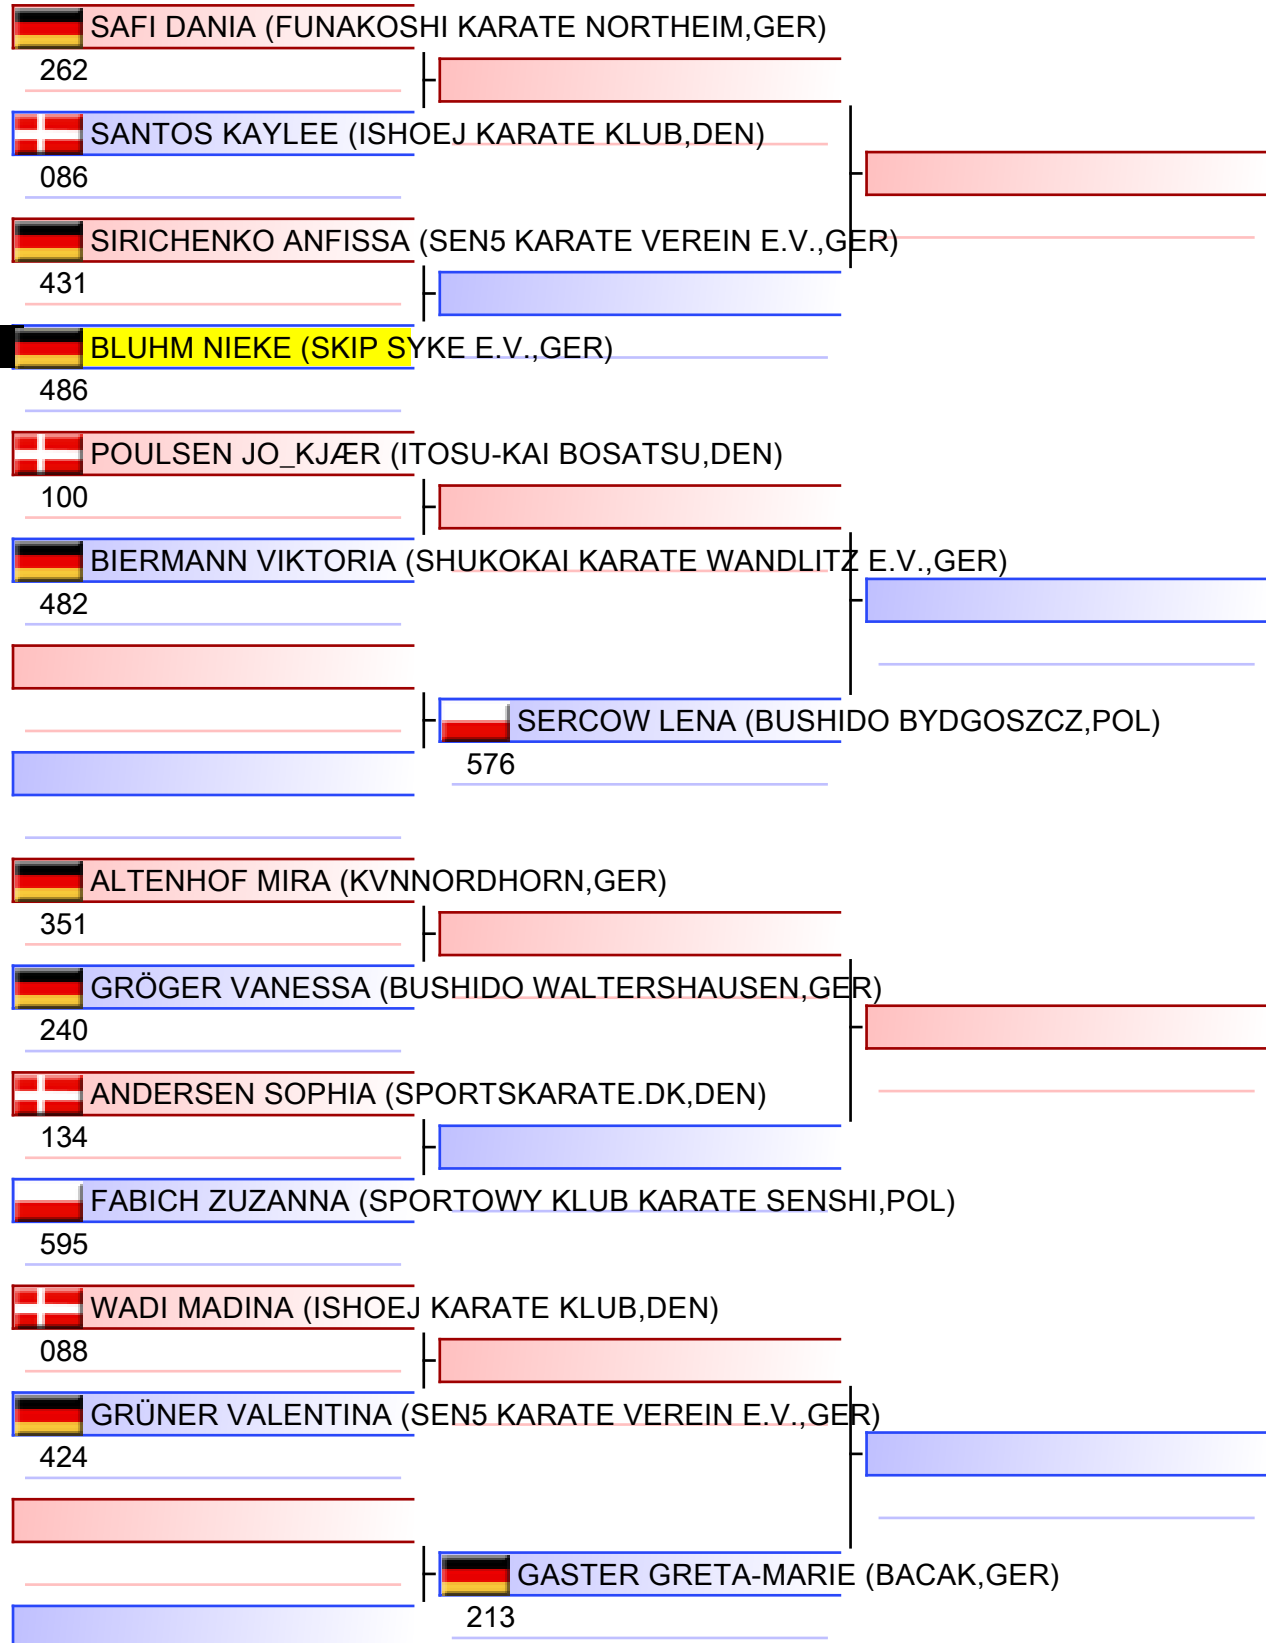 SAFI DANIA (FUNAKOSHI KARATE NORTHEIM,GER)
262
SANTOS KAYLEE (ISHOEJ KARATE KLUB,DEN)
086
SIRICHENKO ANFISSA (SEN5 KARATE VEREIN E.V.,GER)
431
BLUHM NIEKE (SKIP SYKE E.V.,GER)
486
POULSEN JO_KJÆR (ITOSU-KAI BOSATSU,DEN)
100
BIERMANN VIKTORIA (SHUKOKAI KARATE WANDLITZ E.V.,GER)
482
SERCOW LENA (BUSHIDO BYDGOSZCZ,POL)
576
ALTENHOF MIRA (KVNNORDHORN,GER)
351
GRÖGER VANESSA (BUSHIDO WALTERSHAUSEN,GER)
240
ANDERSEN SOPHIA (SPORTSKARATE.DK,DEN)
134
FABICH ZUZANNA (SPORTOWY KLUB KARATE SENSHI,POL)
595
WADI MADINA (ISHOEJ KARATE KLUB,DEN)
088
GRÜNER VALENTINA (SEN5 KARATE VEREIN E.V.,GER)
424
GASTER GRETA-MARIE (BACAK,GER)
213